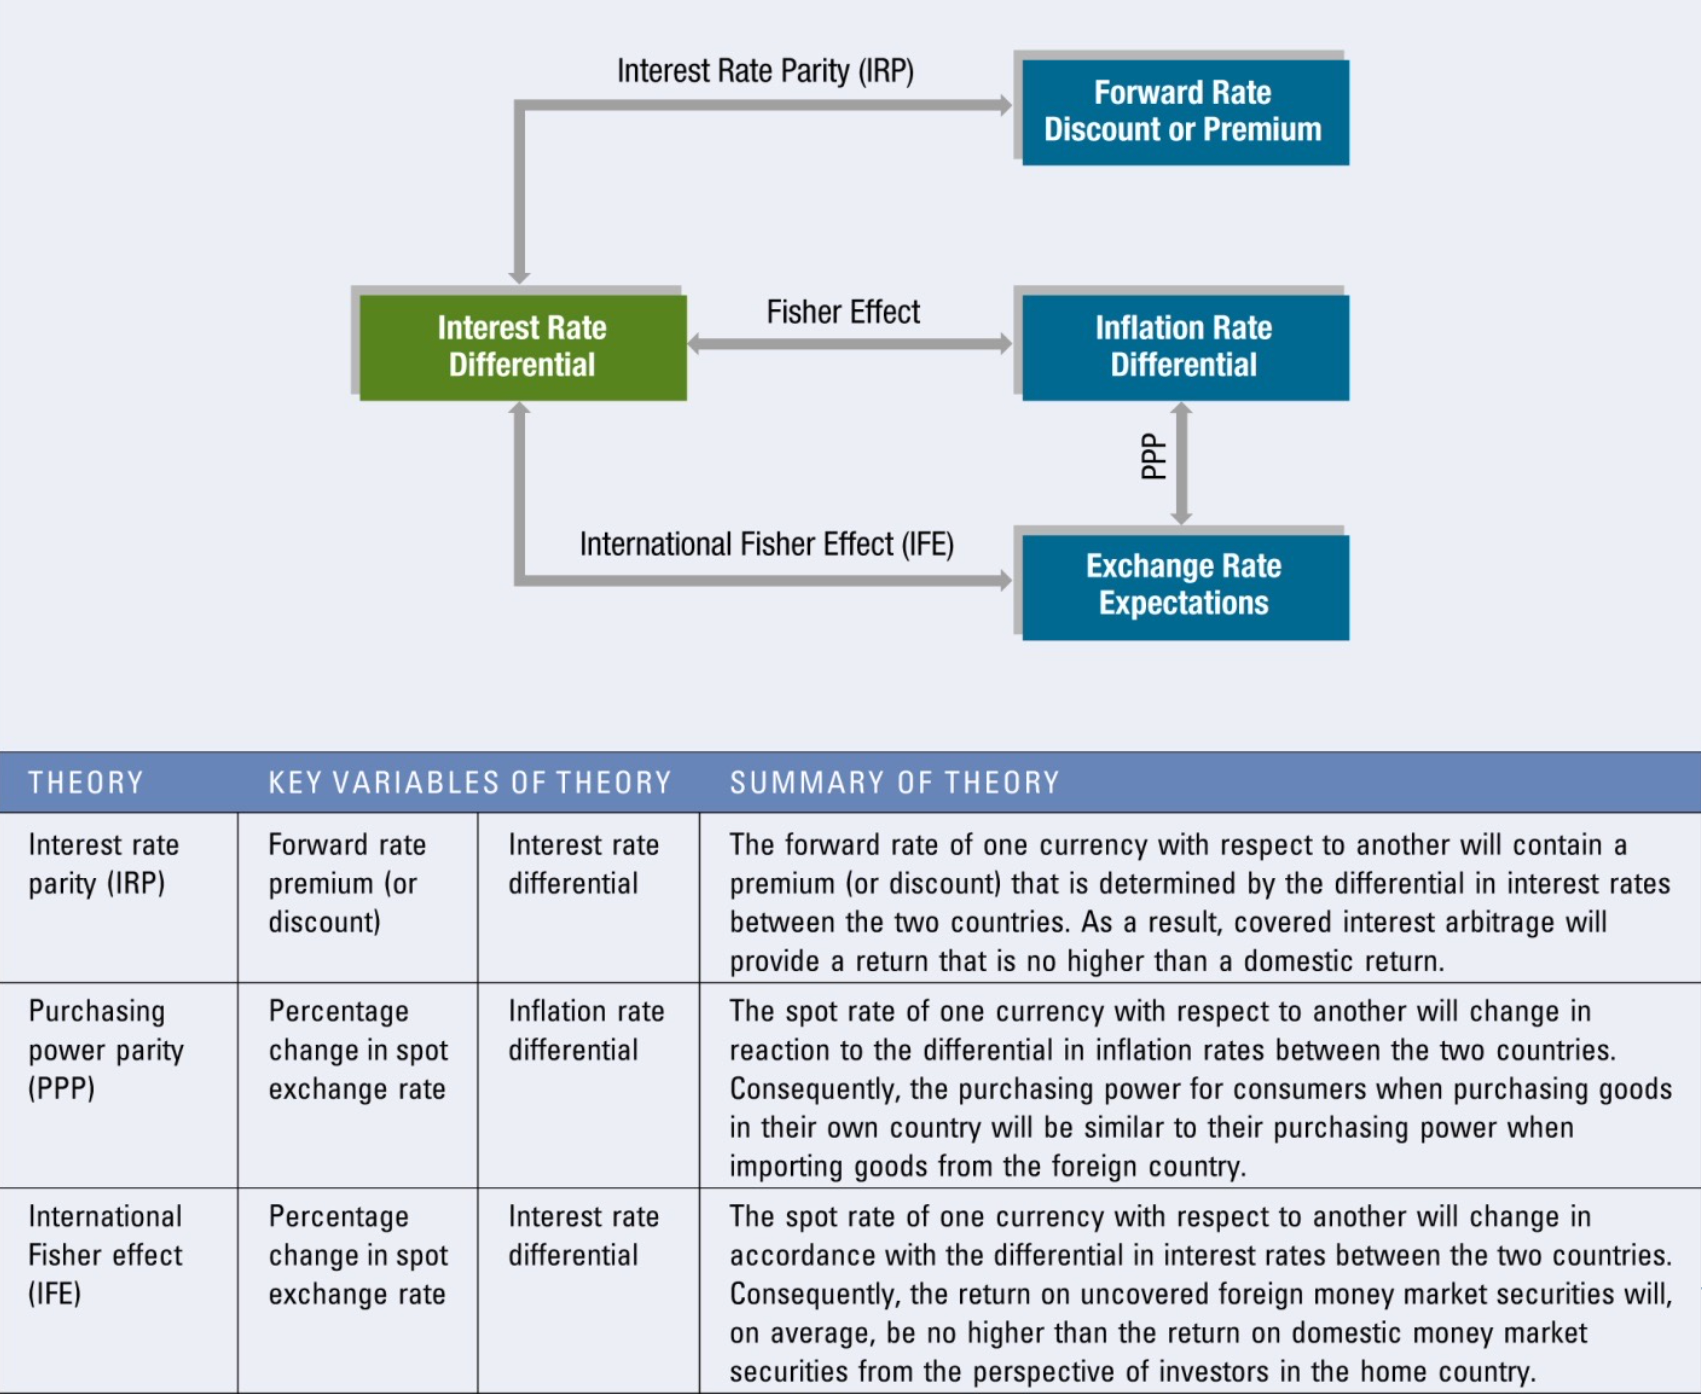 Interest Rate Parity (IRP)
Forward Rate
Discount or Premium
Interest Rate
Differential
Fisher Effect
Inflation Rate
Differential
PPP
International Fisher Effect (IFE)
Exchange Rate
Expectations
THEORY KEY VARIABLES OF THEORY SUMMARY OF THEORY
Interest rate
parity (IRP)
Forward rate
premium (or
discount)
Interest rate
differential
The forward rate of one currency with respect to another will contain a
premium (or discount) that is determined by the differential in interest rates
between the two countries. As a result, covered interest arbitrage will
provide a return that is no higher than a domestic return.
Purchasing
power parity
(PPP)
Percentage
change in spot
exchange rate
Inflation rate
differential
The spot rate of one currency with respect to another will change in
reaction to the differential in inflation rates between the two countries.
Consequently, the purchasing power for consumers when purchasing goods
in their own country will be similar to their purchasing power when
importing goods from the foreign country.
International
Fisher effect
(IFE)
Percentage
change in spot
exchange rate
Interest rate
differential
The spot rate of one currency with respect to another will change in
accordance with the differential in interest rates between the two countries.
Consequently, the return on uncovered foreign money market securities will,
on average, be no higher than the return on domestic money market
securities from the perspective of investors in the home country.